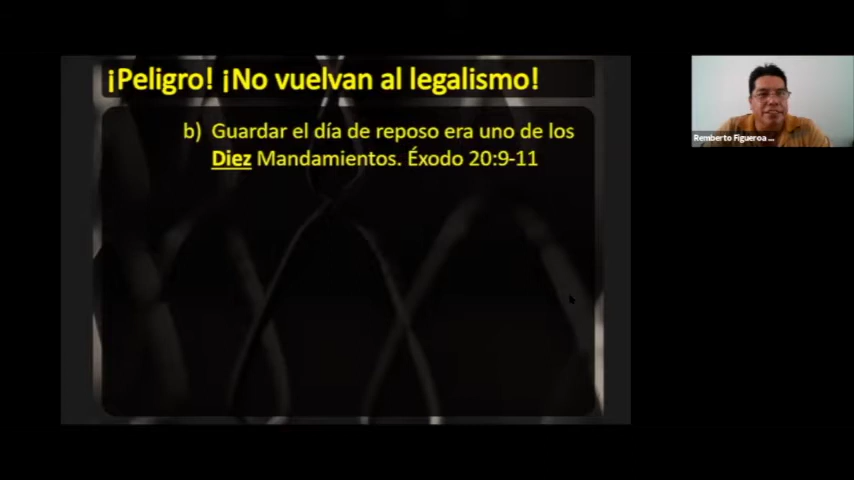 ¡Peligro! ¡No vuelvan al legalismo!
b) Guardar el día de reposo era uno de los
Diez Mandamientos. Éxodo 20:9-11
Remberto Figueroa ...